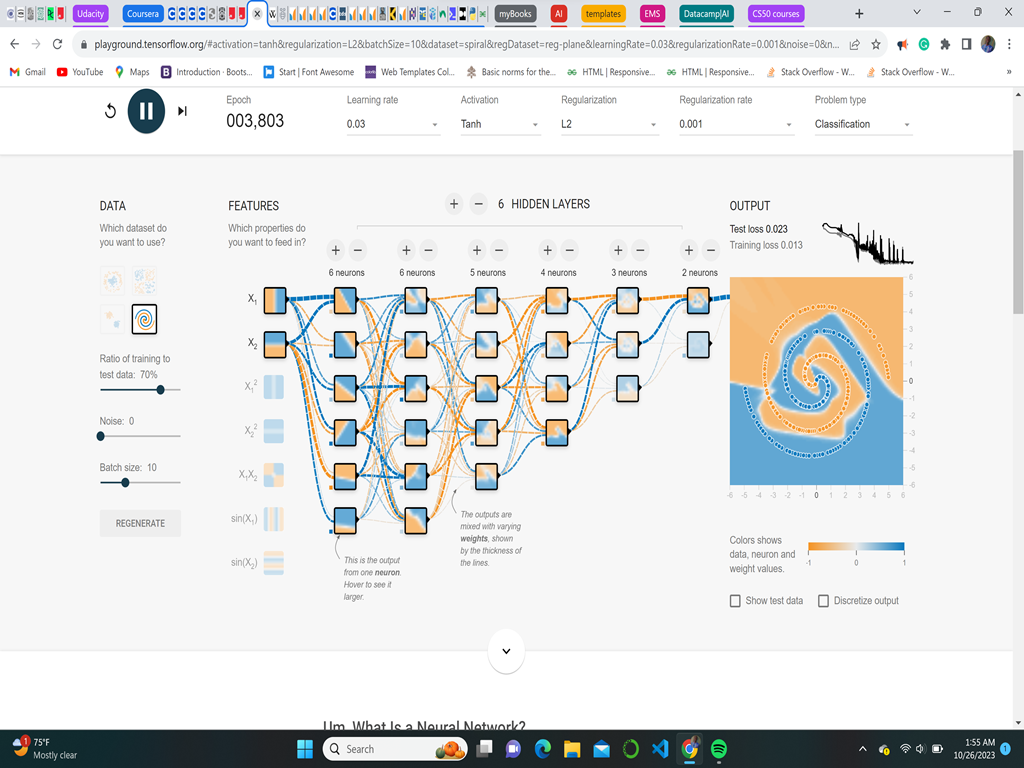 Udacity
Coursera
myBooks
AI
templates
EMS
Datacamp|AI
CS50 courses
playground.tensorflow.org/#activation=tanh&regularization=L2&batchSize=10&dataset=spiral&regDataset=reg-plane&learningRate=0.03&regularizationRate=0.001&noise=0&n...
Gmail
YouTube
Maps
Introduction · Boots...
Start | Font Awesome
Web Templates Col...
Basic norms for the...
HTML | Responsive...
HTML | Responsive...
Stack Overflow - W...
Stack Overflow - W...
Epoch
003,803
Learning rate
0.03
Activation
Tanh
Regularization
L2
Regularization rate
0.001
Problem type
Classification
DATA
Which dataset do
you want to use?
Ratio of training to
test data: 70%
Noise: 0
Batch size: 10
REGENERATE
FEATURES
Which properties do
you want to feed in?
X₁
X₂
X₁²
X₂²
X₁X₂
sin(X₁)
sin(X₂)
+ − 6 HIDDEN LAYERS
+ − + − + − + − + − + −
6 neurons
6 neurons
5 neurons
4 neurons
3 neurons
2 neurons
This is the output
from one neuron.
Hover to see it
larger.
The outputs are
mixed with varying
weights, shown
by the thickness of
the lines.
OUTPUT
Test loss 0.023
Training loss 0.013
6
5
4
3
2
1
0
-1
-2
-3
-4
-5
-6
-6 -5 -4 -3 -2 -1 0 1 2 3 4 5 6
Colors shows
data, neuron and
weight values.
-1 0 1
Show test data
Discretize output
Um, What Is a Neural Network?
1
75°F
Mostly clear
Search
1:55 AM
10/26/2023
1